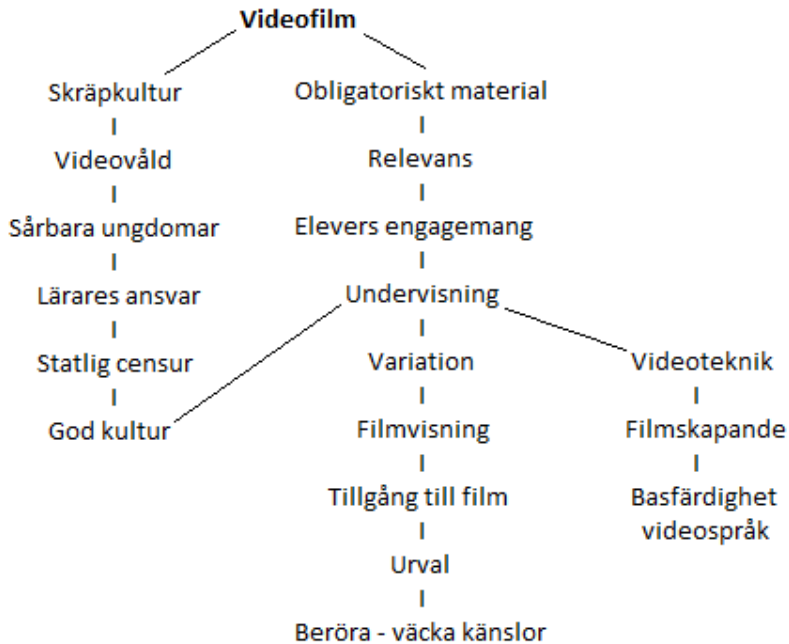 Videofilm
Skräpkultur
Obligatoriskt material
Videovåld
Relevans
Sårbara ungdomar
Elevers engagemang
Lärares ansvar
Undervisning
Statlig censur
Variation
Videoteknik
God kultur
Filmvisning
Filmskapande
Tillgång till film
Basfärdighet
videospråk
Urval
Beröra - väcka känslor